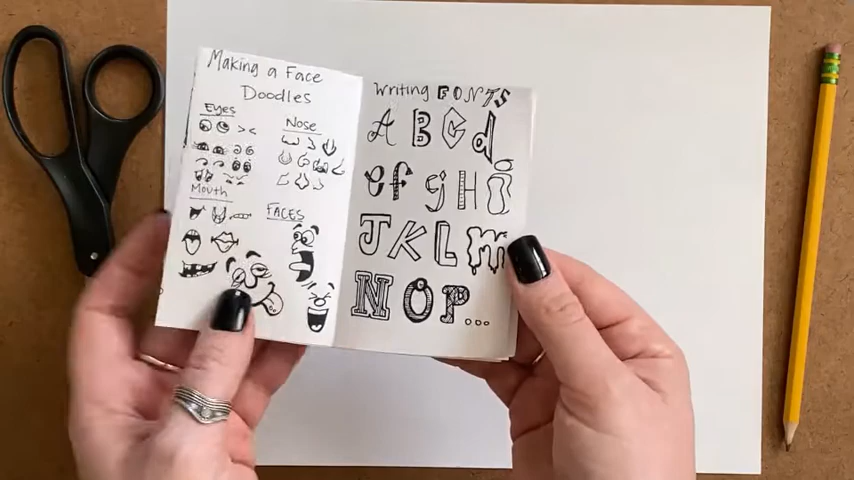 Making a Face
Doodles
Eyes
Nose
Mouth
FACES
Writing FONTS
A B C d
e f g H i
J K L m
N O P...